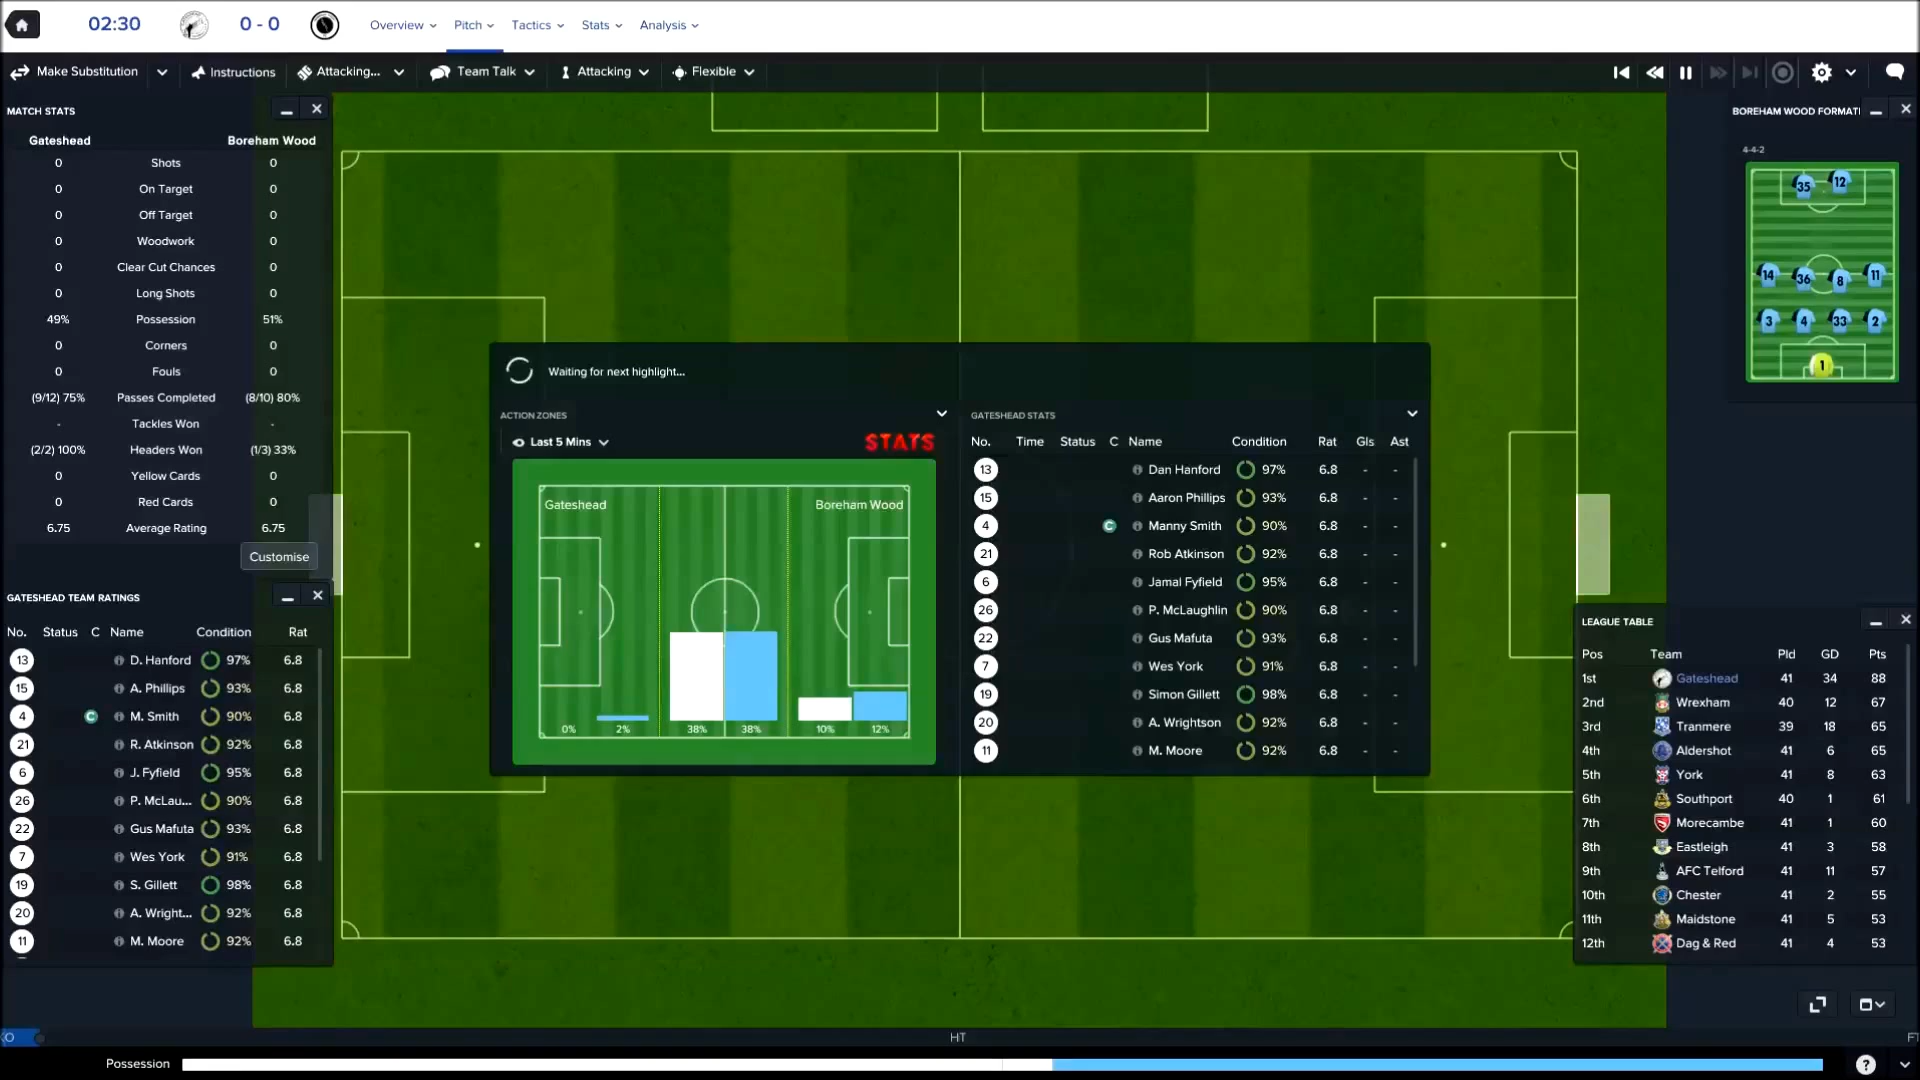 02:30 0 - 0 Overview Pitch Tactics Stats Analysis
Make Substitution Instructions Attacking... Team Talk Attacking Flexible
MATCH STATS
Gateshead Boreham Wood
0 Shots 0
0 On Target 0
0 Off Target 0
0 Woodwork 0
0 Clear Cut Chances 0
0 Long Shots 0
49% Possession 51%
0 Corners 0
0 Fouls 0
(9/12) 75% Passes Completed (8/10) 80%
- Tackles Won -
(2/2) 100% Headers Won (1/3) 33%
0 Yellow Cards 0
0 Red Cards 0
6.75 Average Rating 6.75
Customise
GATESHEAD TEAM RATINGS
No. Status C Name Condition Rat
13 D. Hanford 97% 6.8
15 A. Phillips 93% 6.8
4 C M. Smith 90% 6.8
21 R. Atkinson 92% 6.8
6 J. Fyfield 95% 6.8
26 P. McLau... 90% 6.8
22 Gus Mafuta 93% 6.8
7 Wes York 91% 6.8
19 S. Gillett 98% 6.8
20 A. Wright... 92% 6.8
11 M. Moore 92% 6.8
Waiting for next highlight...
ACTION ZONES
Last 5 Mins STATS
Gateshead Boreham Wood
0% 2% 38% 38% 10% 12%
GATESHEAD STATS
No. Time Status C Name Condition Rat Gls Ast
13 Dan Hanford 97% 6.8 - -
15 Aaron Phillips 93% 6.8 - -
4 C Manny Smith 90% 6.8 - -
21 Rob Atkinson 92% 6.8 - -
6 Jamal Fyfield 95% 6.8 - -
26 P. McLaughlin 90% 6.8 - -
22 Gus Mafuta 93% 6.8 - -
7 Wes York 91% 6.8 - -
19 Simon Gillett 98% 6.8 - -
20 A. Wrightson 92% 6.8 - -
11 M. Moore 92% 6.8 - -
BOREHAM WOOD FORMATI
4-4-2
35 12
14 36 8 11
3 4 33 2
1
LEAGUE TABLE
Pos Team Pld GD Pts
1st Gateshead 41 34 88
2nd Wrexham 40 12 67
3rd Tranmere 39 18 65
4th Aldershot 41 6 65
5th York 41 8 63
6th Southport 40 1 61
7th Morecambe 41 1 60
8th Eastleigh 41 3 58
9th AFC Telford 41 11 57
10th Chester 41 2 55
11th Maidstone 41 5 53
12th Dag & Red 41 4 53
HT
Possession ?